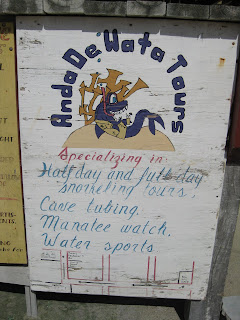 Anda De' Wata Tours
Specializing in:
Half day and full day
snorkeling tours,
Cave tubing,
Manatee watch,
Water sports